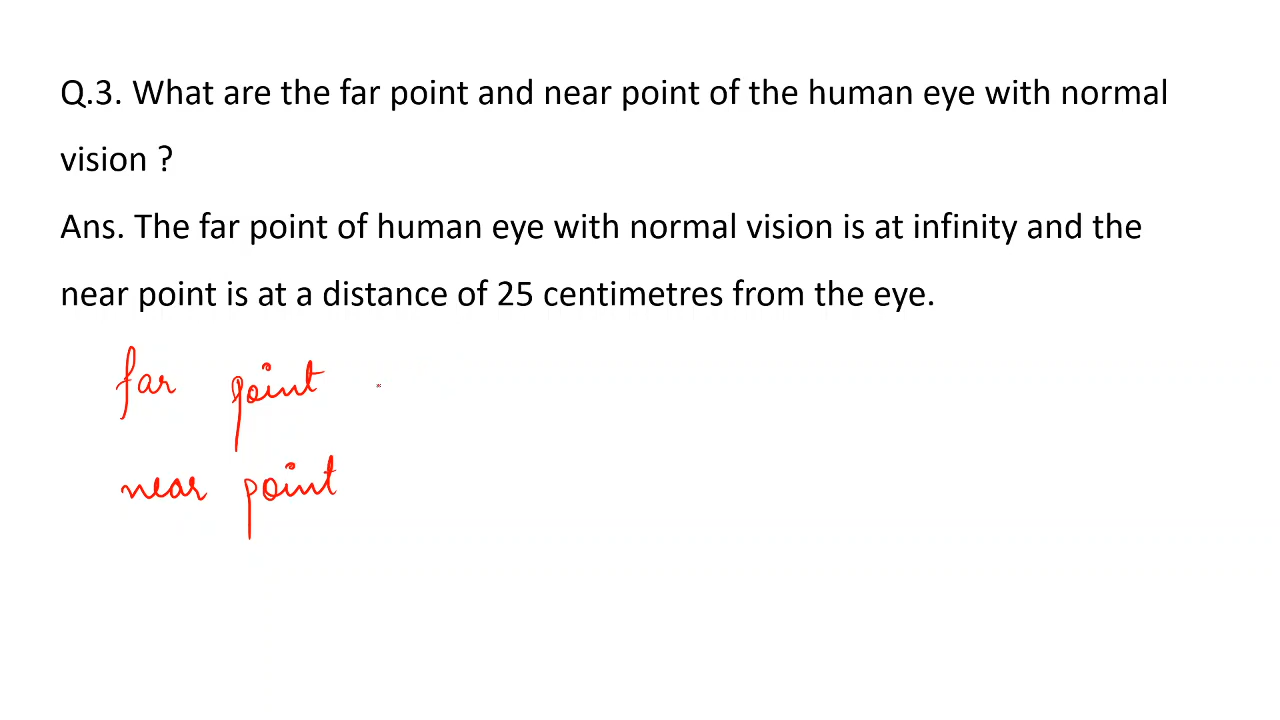 Q.3. What are the far point and near point of the human eye with normal
vision ?
Ans. The far point of human eye with normal vision is at infinity and the
near point is at a distance of 25 centimetres from the eye.
far point
near point